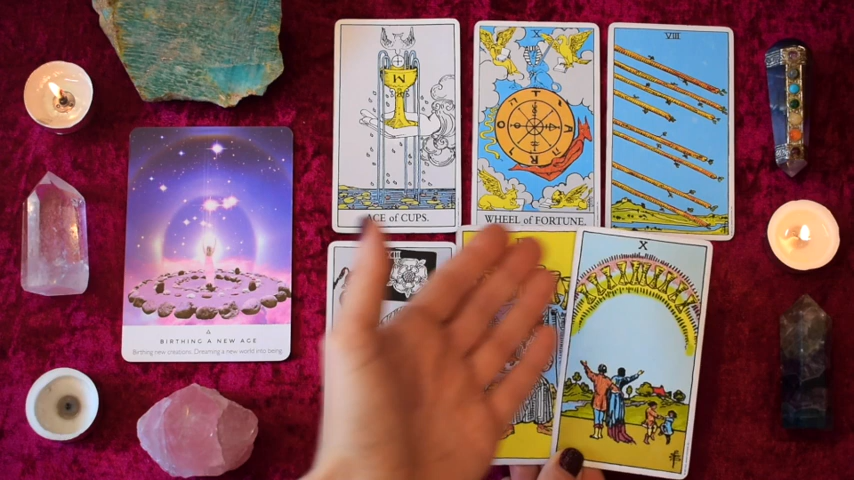 X
VIII
ACE of CUPS.
WHEEL of FORTUNE.
BIRTHING A NEW AGE
Birthing new creations. Dreaming a new world into being.
X